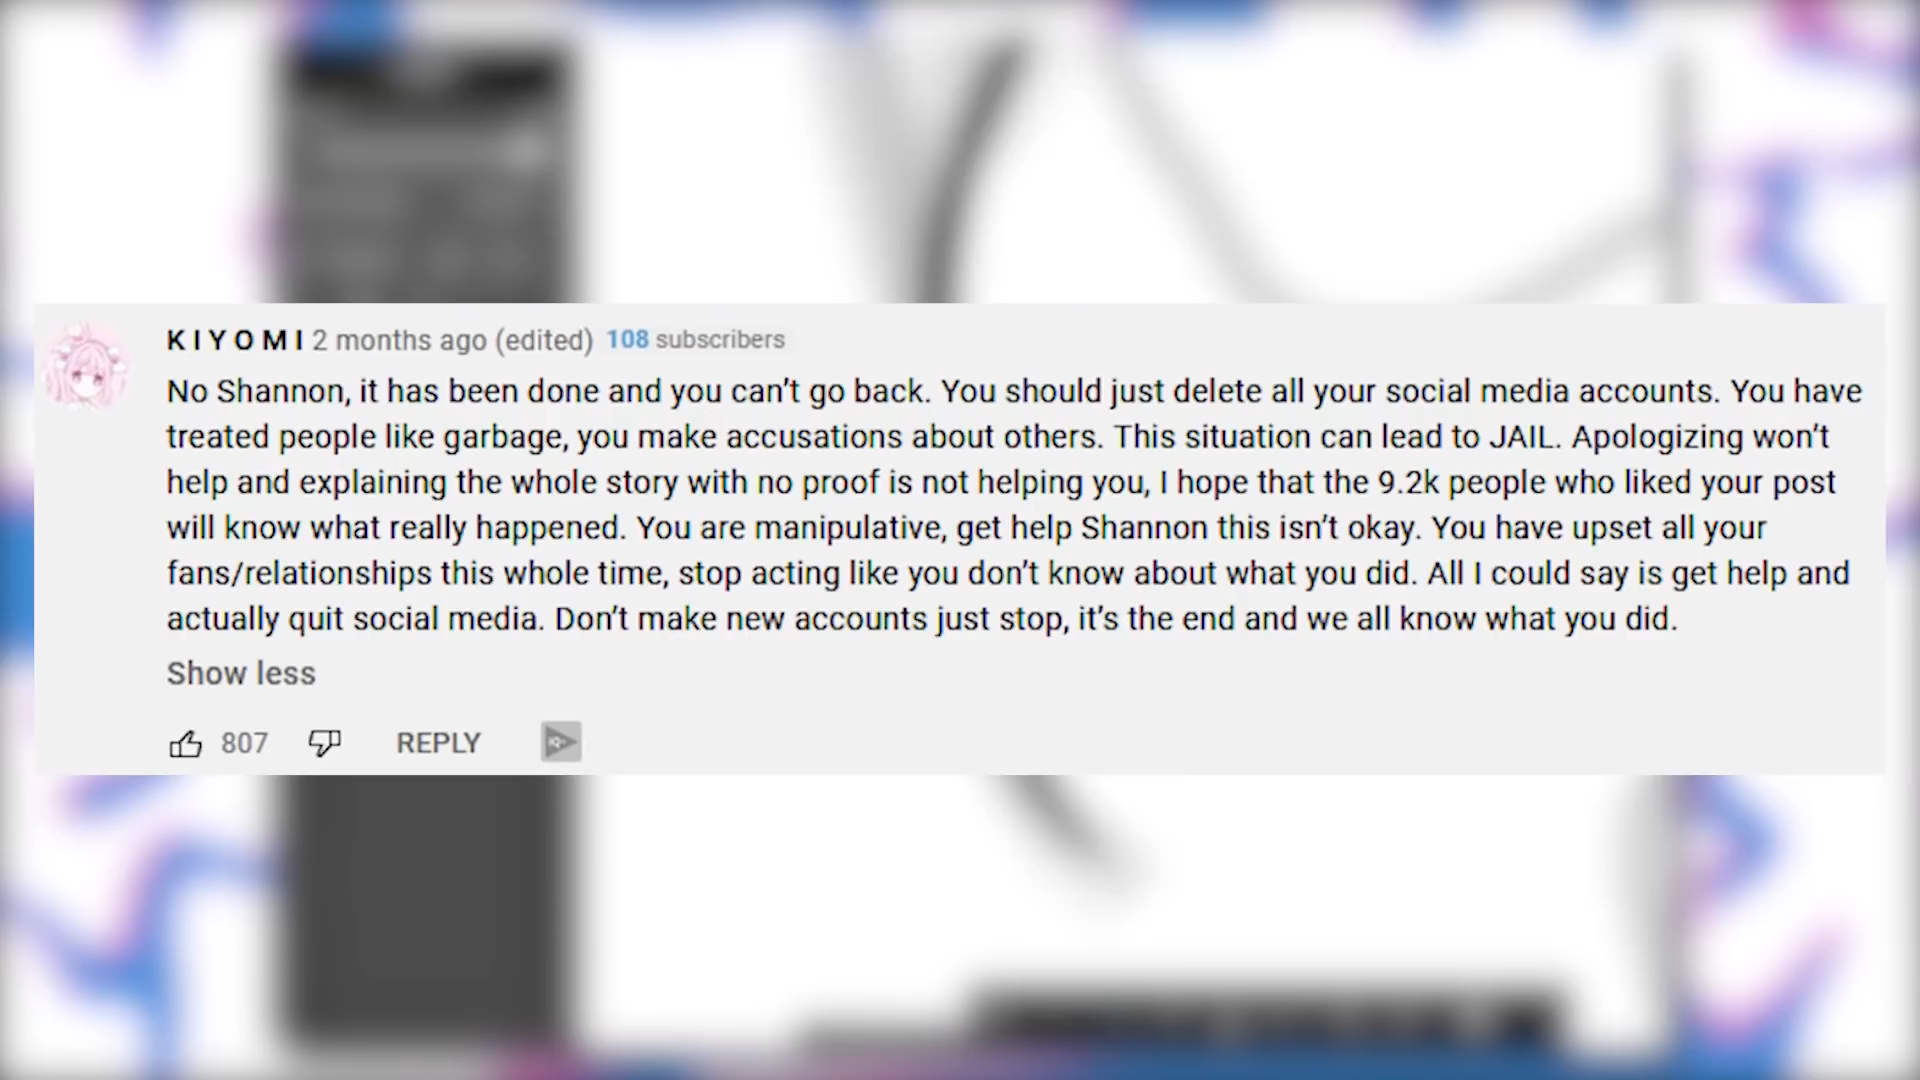 K I Y O M I 2 months ago (edited) 108 subscribers
No Shannon, it has been done and you can't go back. You should just delete all your social media accounts. You have
treated people like garbage, you make accusations about others. This situation can lead to JAIL. Apologizing won't
help and explaining the whole story with no proof is not helping you, I hope that the 9.2k people who liked your post
will know what really happened. You are manipulative, get help Shannon this isn't okay. You have upset all your
fans/relationships this whole time, stop acting like you don't know about what you did. All I could say is get help and
actually quit social media. Don't make new accounts just stop, it's the end and we all know what you did.
Show less
807 REPLY